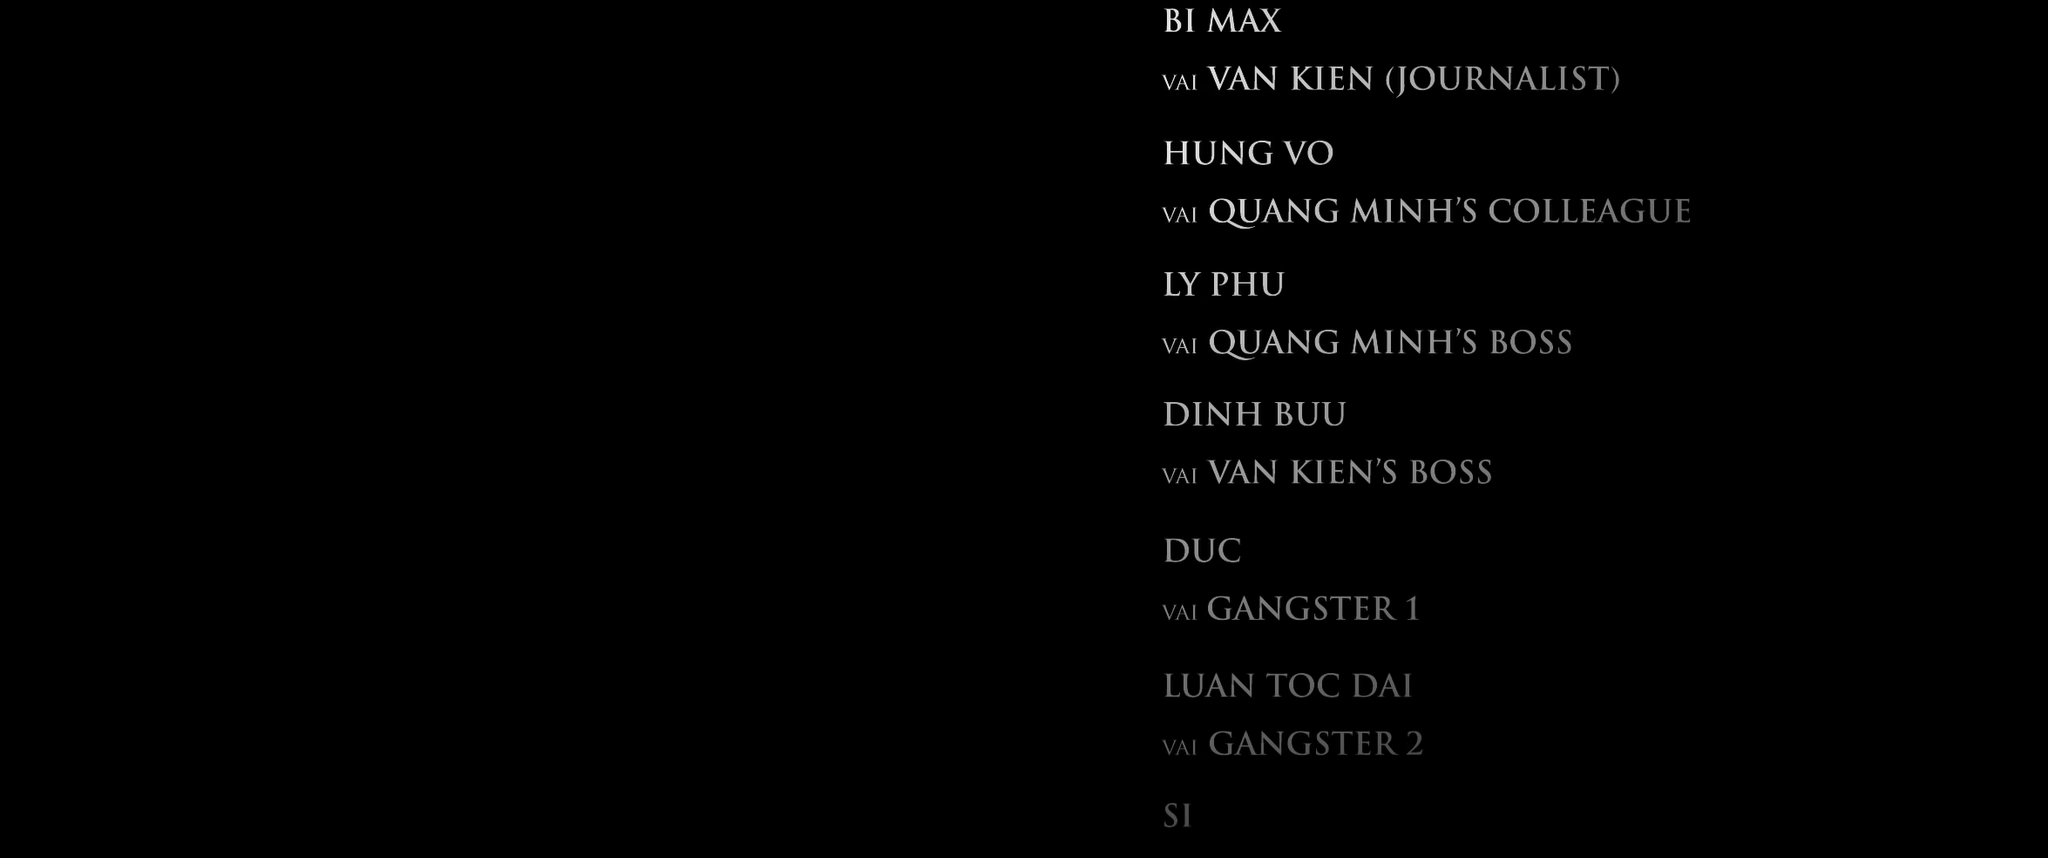 BI MAX
VAI VAN KIEN (JOURNALIST)
HUNG VO
VAI QUANG MINH’S COLLEAGUE
LY PHU
VAI QUANG MINH’S BOSS
DINH BUU
VAI VAN KIEN’S BOSS
DUC
VAI GANGSTER 1
LUAN TOC DAI
VAI GANGSTER 2
SI